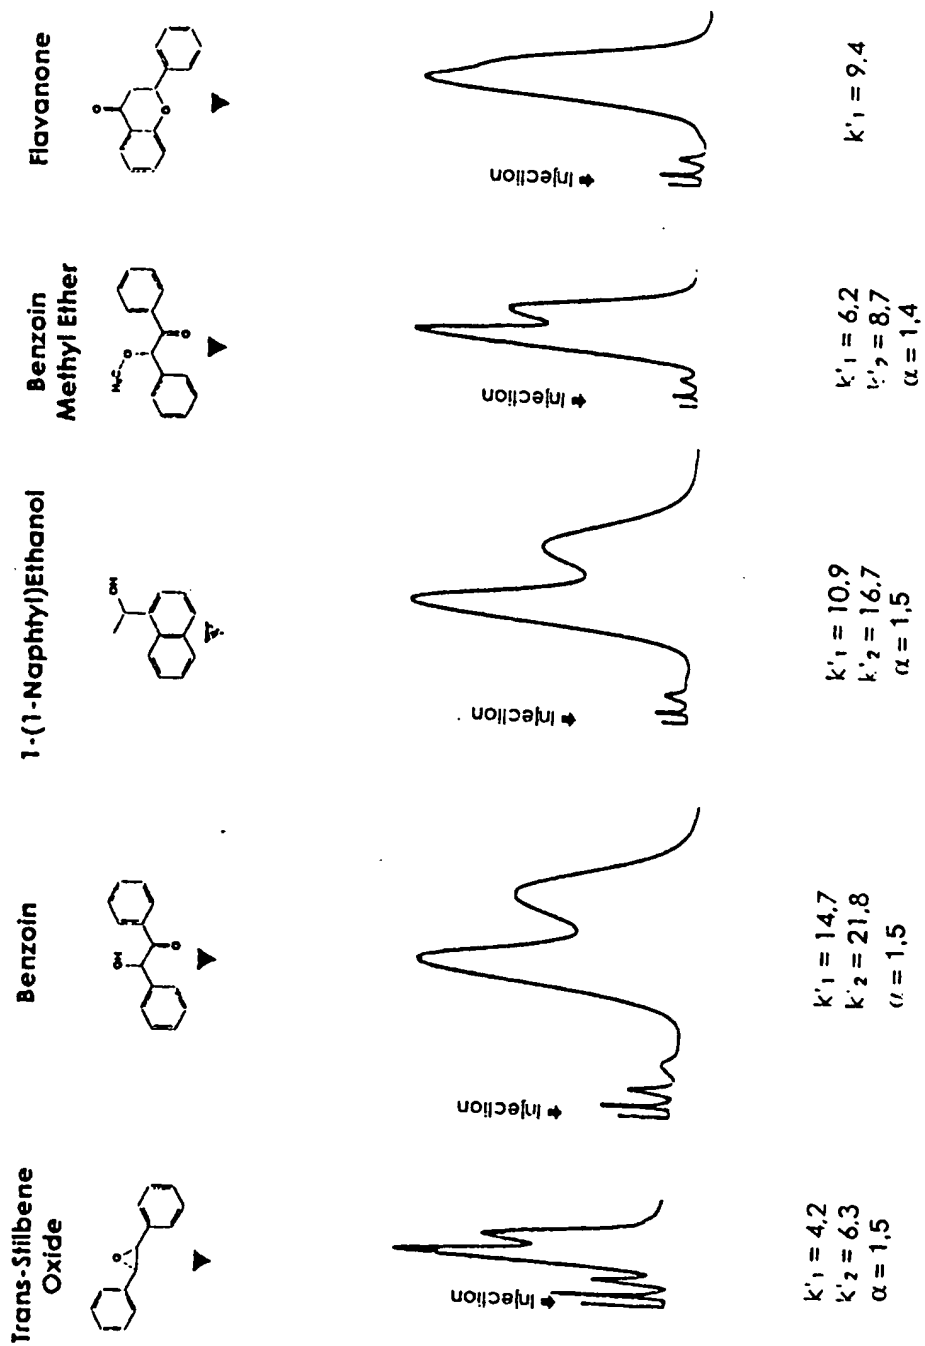 Trans-Stilbene
Oxide
O
Injection
k'1 = 4,2
k'2 = 6,3
α = 1,5
Benzoin
OH
O
Injection
k'1 = 14,7
k'2 = 21,8
α = 1,5
1-(1-Naphtyl)Ethanol
OH
Injection
k'1 = 10,9
k'2 = 16,7
α = 1,5
Benzoin
Methyl Ether
H₃C
O
O
Injection
k'1 = 6,2
k'2 = 8,7
α = 1,4
Flavanone
O
O
Injection
k'1 = 9,4